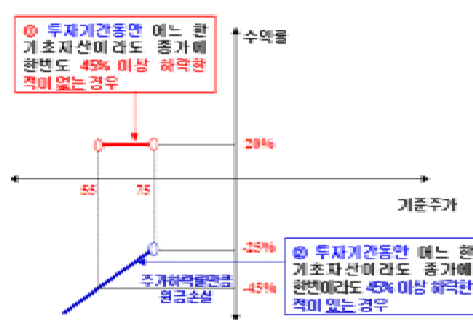 ① 투자기간동안 어느 한
기초자산이라도 종가에
한번도 45% 이상 하락한
적이 없는 경우
수익률
20%
55
75
기준주가
-25%
-45%
주가하락률만큼
원금손실
② 투자기간동안 어느 한
기초자산이라도 종가에
한번이라도 45% 이상 하락한
적이 있는 경우